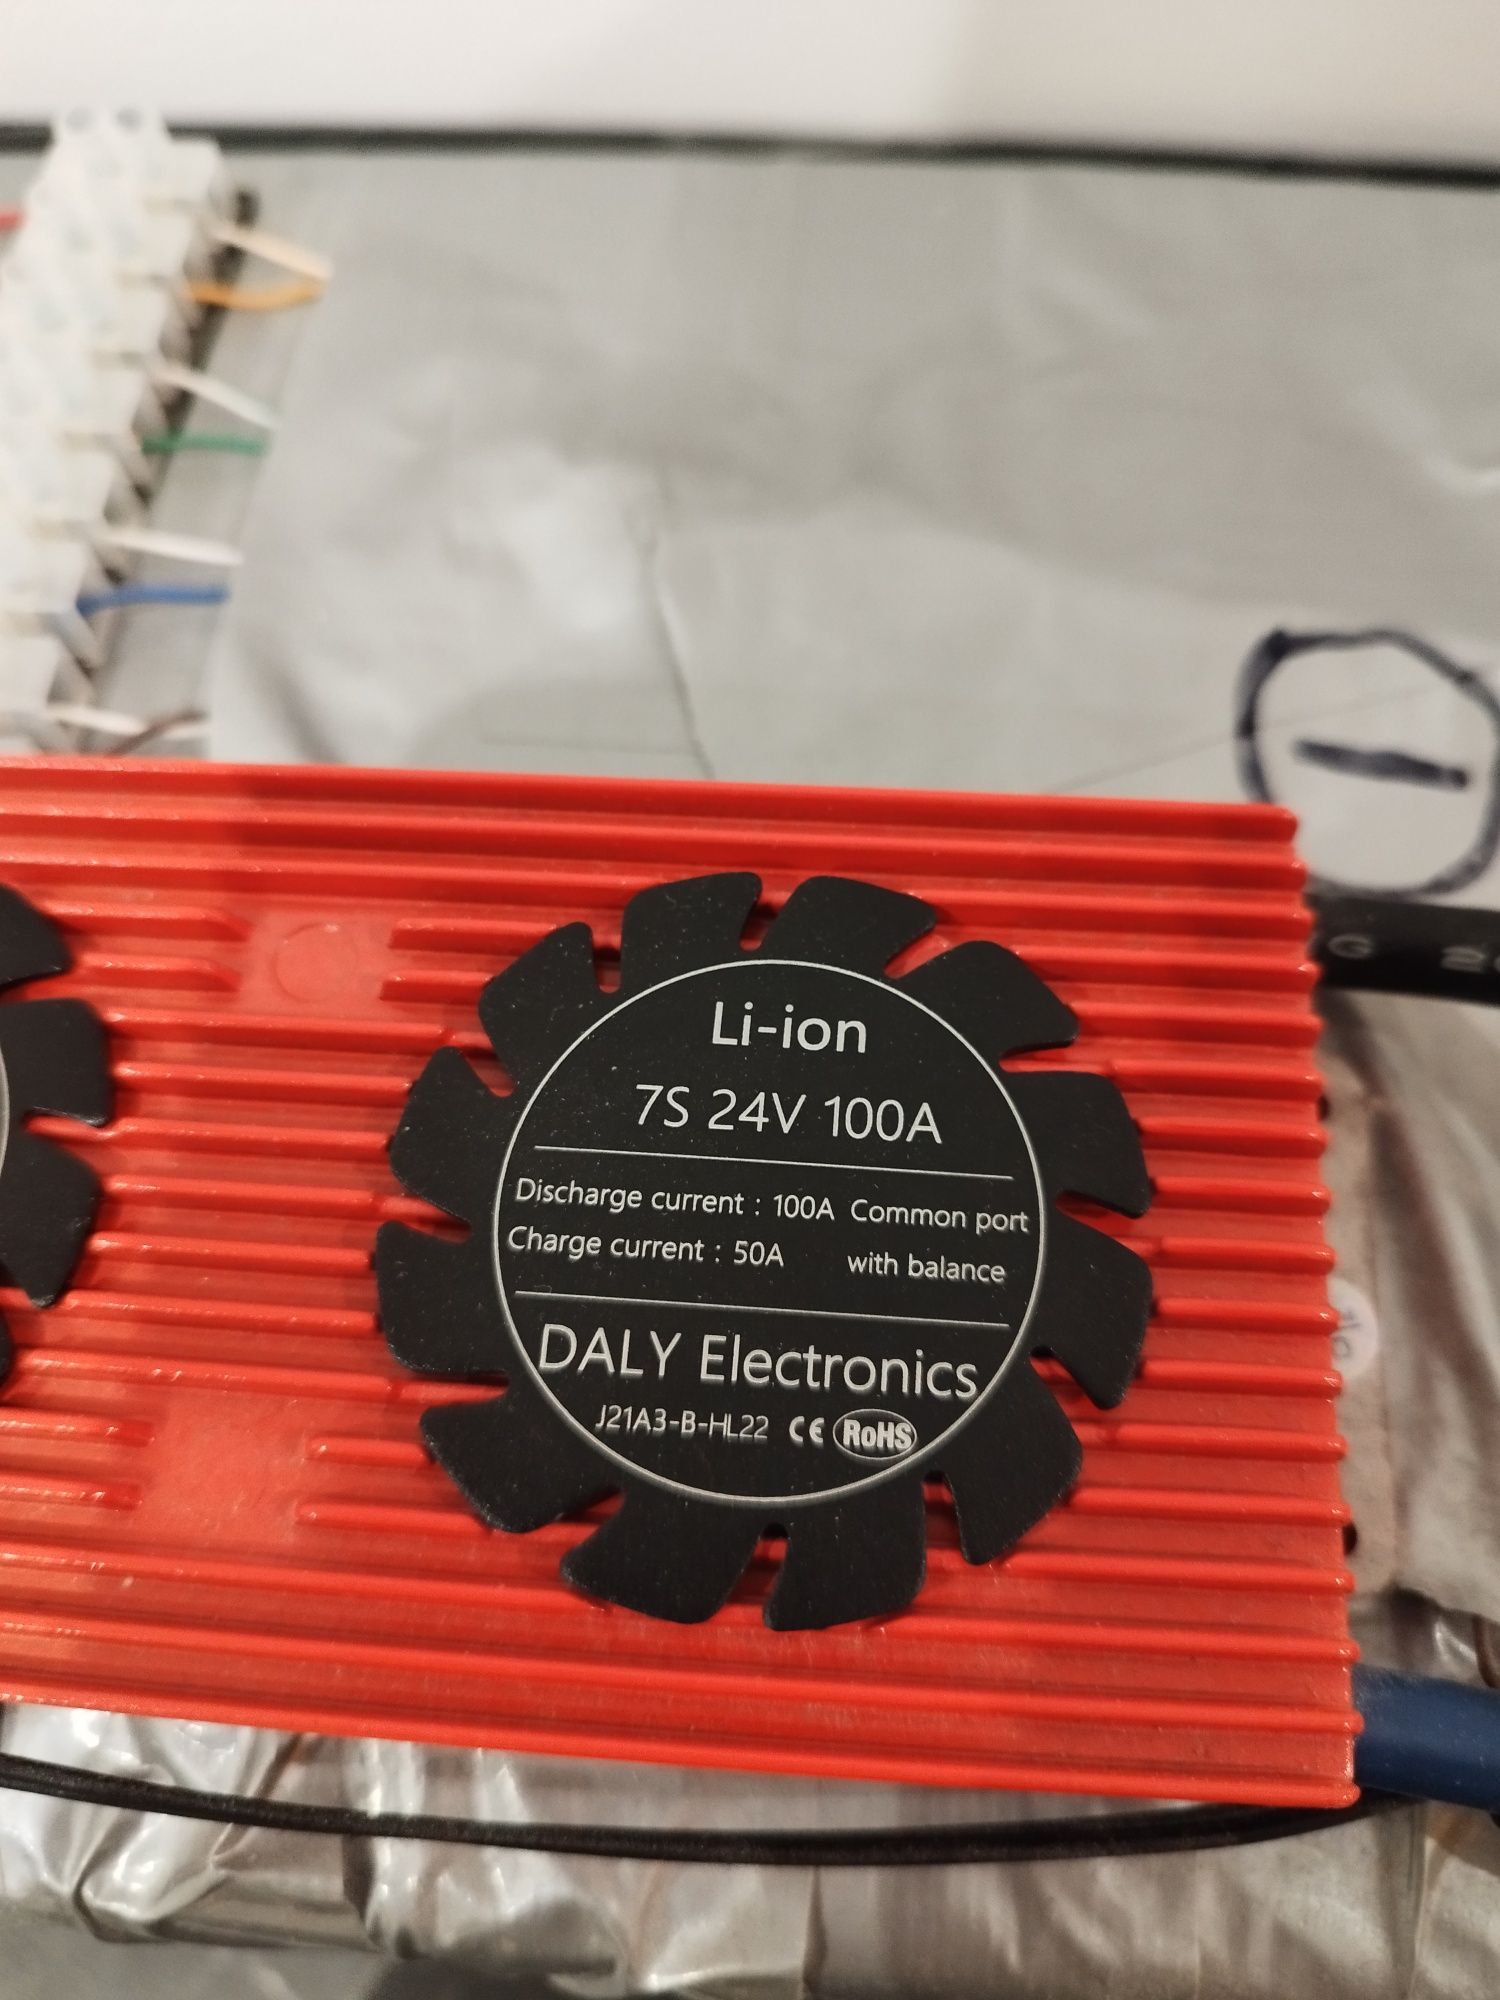 Li-ion
7S 24V 100A
Discharge current : 100A Common port
Charge current : 50A with balance
DALY Electronics
J21A3-B-HL22 CE RoHS